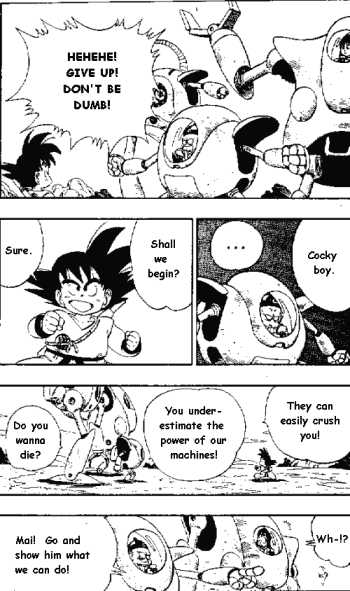 HEHEHE!
GIVE UP!
DON'T BE
DUMB!
Cocky
boy.
...
Shall
we
begin?
Sure.
They can
easily crush
you!
You under-
estimate the
power of our
machines!
Do you
wanna
die?
Wh-!?
Mai! Go and
show him what
we can do!